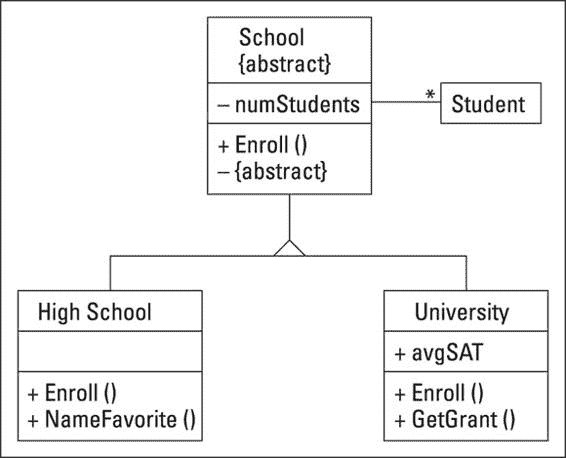 School
{abstract}
– numStudents
* Student
+ Enroll ()
– {abstract}
High School
+ Enroll ()
+ NameFavorite ()
University
+ avgSAT
+ Enroll ()
+ GetGrant ()